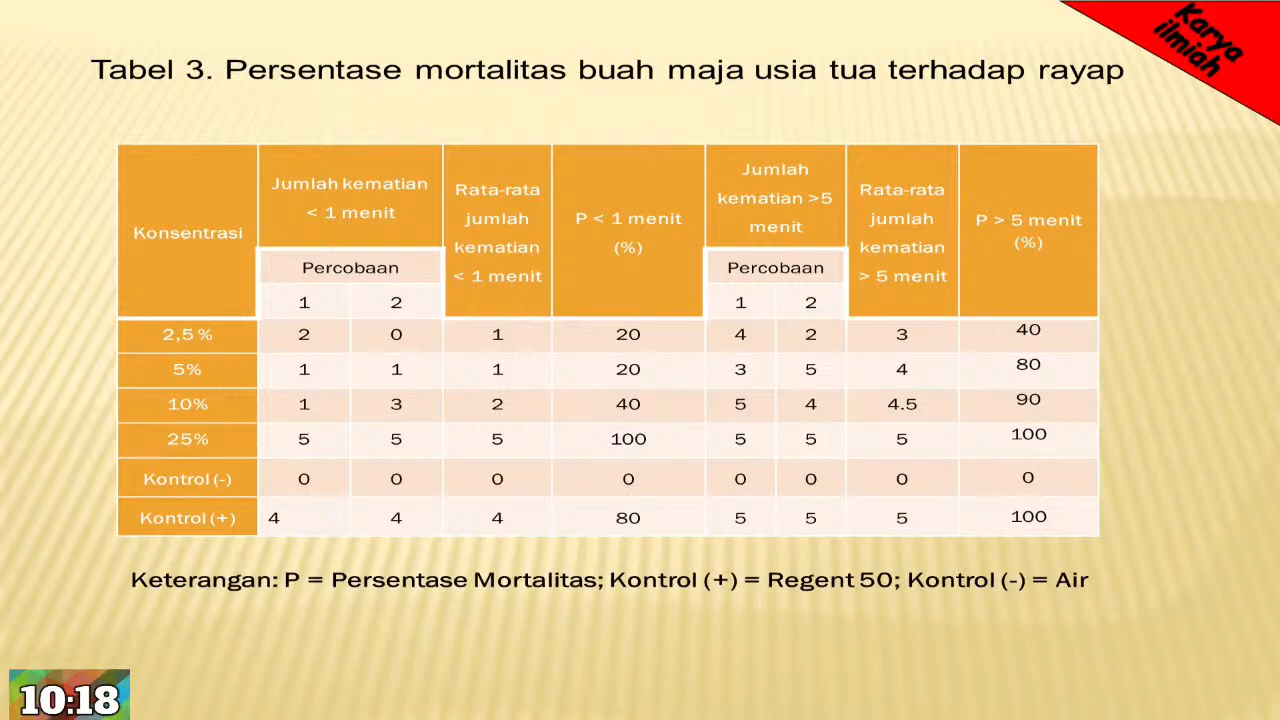 Karya
ilmiah
Tabel 3. Persentase mortalitas buah maja usia tua terhadap rayap
Konsentrasi
Jumlah kematian
< 1 menit
Rata-rata
jumlah
kematian
< 1 menit
P < 1 menit
(%)
Jumlah
kematian >5
menit
Rata-rata
jumlah
kematian
> 5 menit
P > 5 menit
(%)
Percobaan
Percobaan
1 2 1 2
2,5 % 2 0 1 20 4 2 3 40
5% 1 1 1 20 3 5 4 80
10% 1 3 2 40 5 4 4.5 90
25% 5 5 5 100 5 5 5 100
Kontrol (-) 0 0 0 0 0 0 0 0
Kontrol (+) 4 4 4 80 5 5 5 100
Keterangan: P = Persentase Mortalitas; Kontrol (+) = Regent 50; Kontrol (-) = Air
10:18